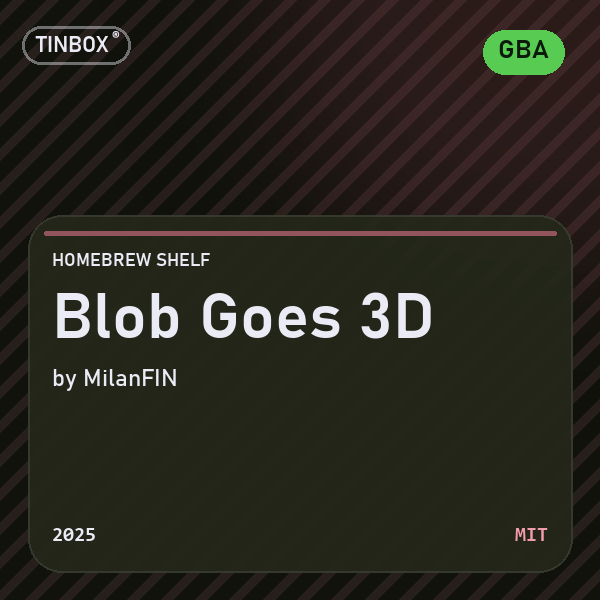 TINBOX®
GBA
HOMEBREW SHELF
Blob Goes 3D
by MilanFIN
2025
MIT